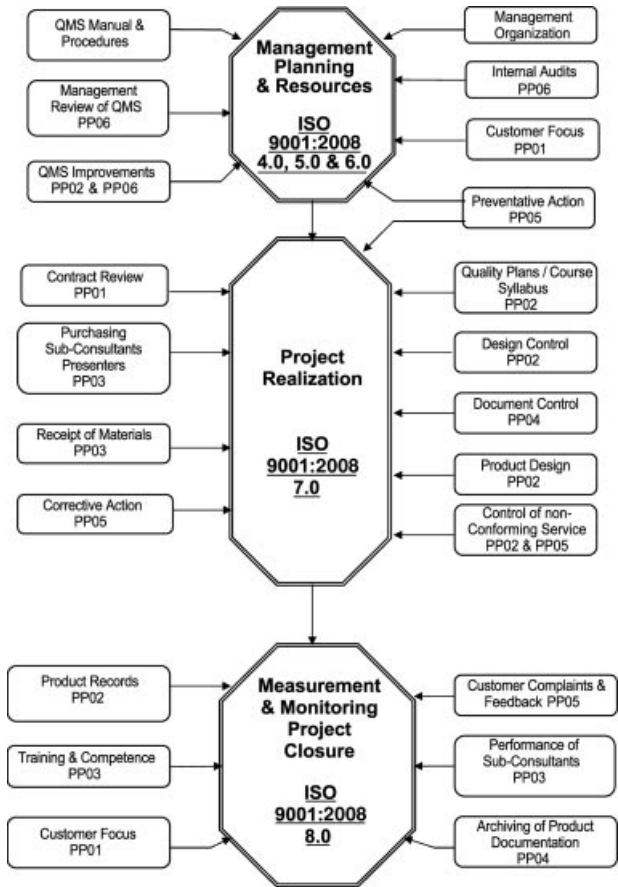 QMS Manual &
Procedures
Management
Review of QMS
PP06
QMS Improvements
PP02 & PP06
Management
Planning
& Resources
ISO
9001:2008
4.0, 5.0 & 6.0
Management
Organization
Internal Audits
PP06
Customer Focus
PP01
Preventative Action
PP05
Contract Review
PP01
Purchasing
Sub-Consultants
Presenters
PP03
Receipt of Materials
PP03
Corrective Action
PP05
Project
Realization
ISO
9001:2008
7.0
Quality Plans / Course
Syllabus
PP02
Design Control
PP02
Document Control
PP04
Product Design
PP02
Control of non-
Conforming Service
PP02 & PP05
Product Records
PP02
Training & Competence
PP03
Customer Focus
PP01
Measurement
& Monitoring
Project
Closure
ISO
9001:2008
8.0
Customer Complaints &
Feedback PP05
Performance of
Sub-Consultants
PP03
Archiving of Product
Documentation
PP04